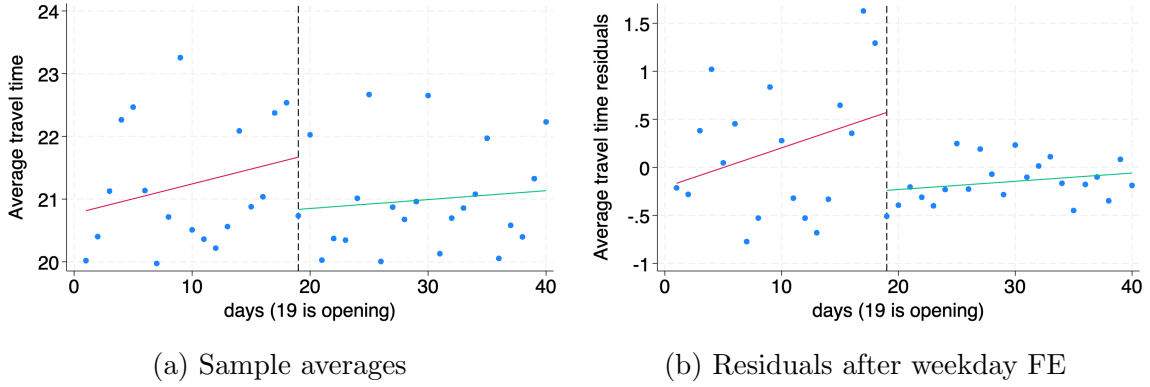 Average travel time
24
23
22
21
20
0 10 20 30 40
days (19 is opening)
(a) Sample averages
Average travel time residuals
1.5
1
.5
0
-.5
-1
0 10 20 30 40
days (19 is opening)
(b) Residuals after weekday FE